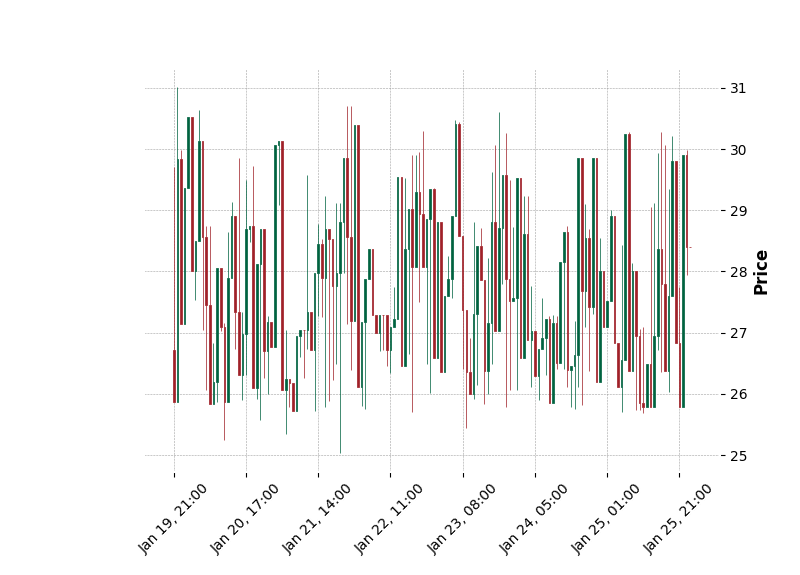 31
30
29
28
27
26
25
Price
Jan 19, 21:00
Jan 20, 17:00
Jan 21, 14:00
Jan 22, 11:00
Jan 23, 08:00
Jan 24, 05:00
Jan 25, 01:00
Jan 25, 21:00